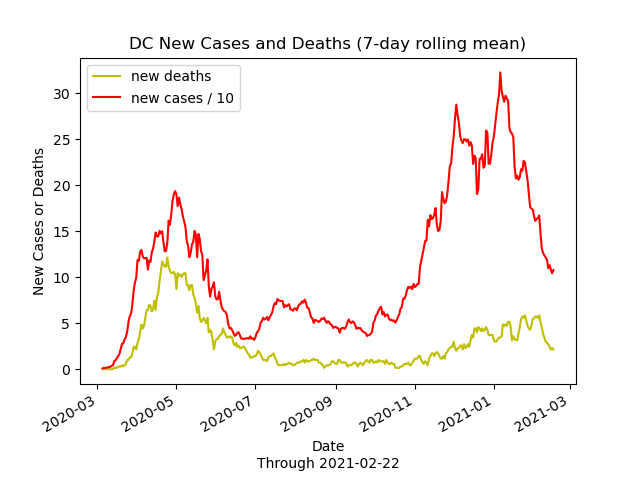 DC New Cases and Deaths (7-day rolling mean)
new deaths
new cases / 10
New Cases or Deaths
30
25
20
15
10
5
0
2020-03
2020-05
2020-07
2020-09
2020-11
2021-01
2021-03
Date
Through 2021-02-22